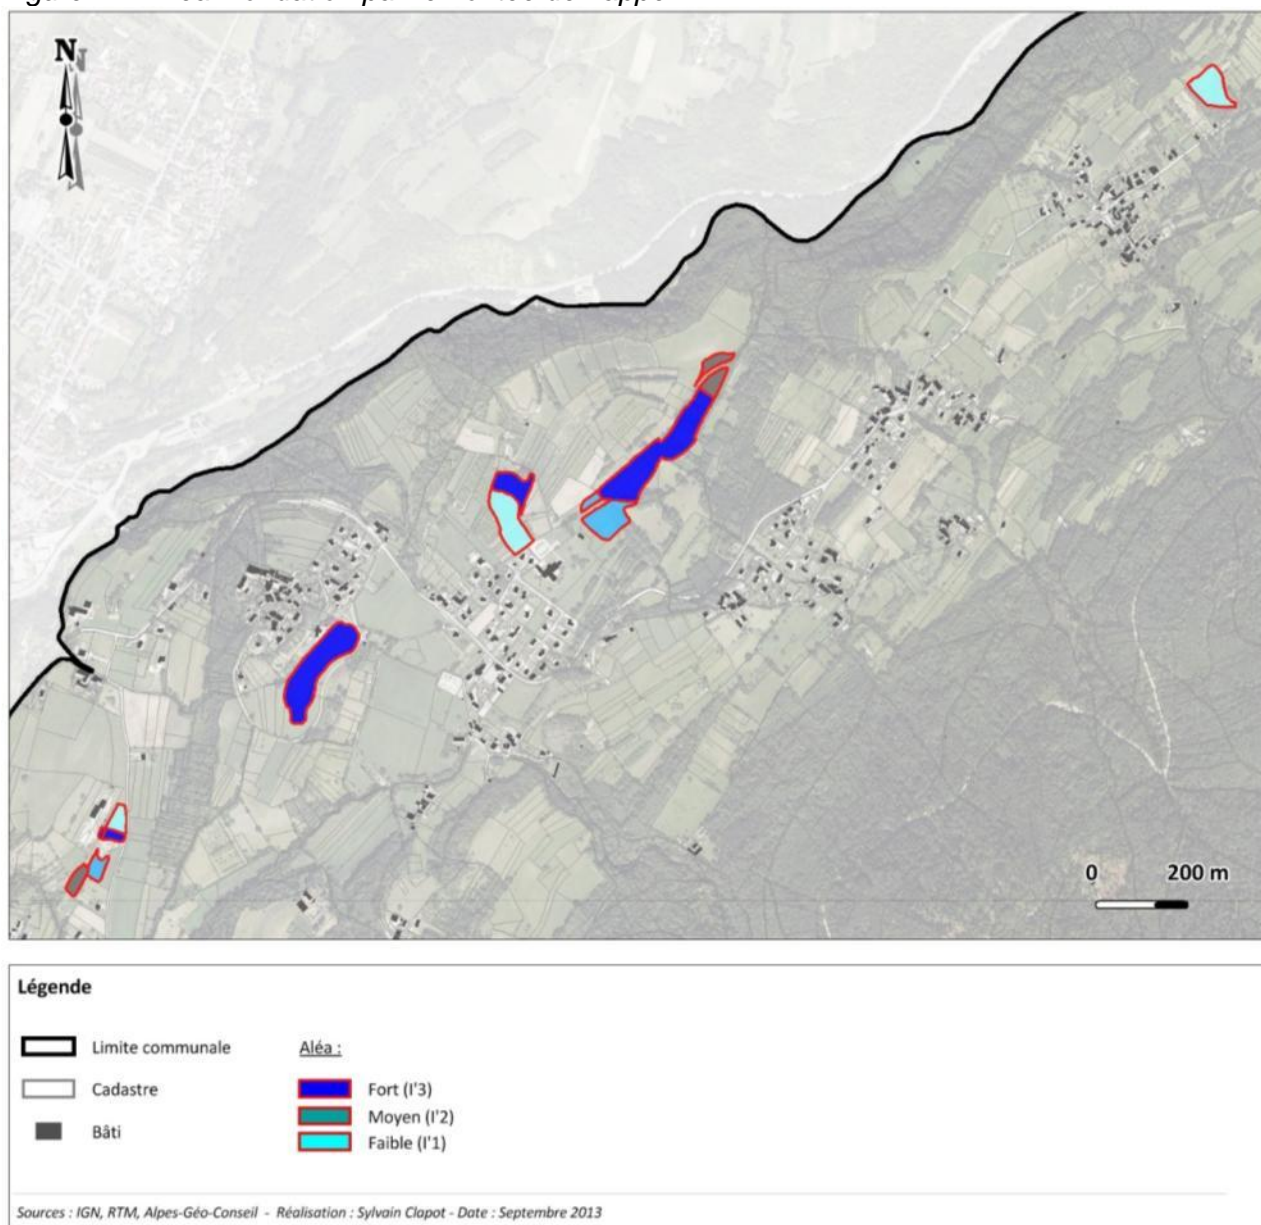 N
0 200 m
Légende
Limite communale
Cadastre
Bâti
Aléa :
Fort (I'3)
Moyen (I'2)
Faible (I'1)
Sources : IGN, RTM, Alpes-Géo-Conseil - Réalisation : Sylvain Clapot - Date : Septembre 2013